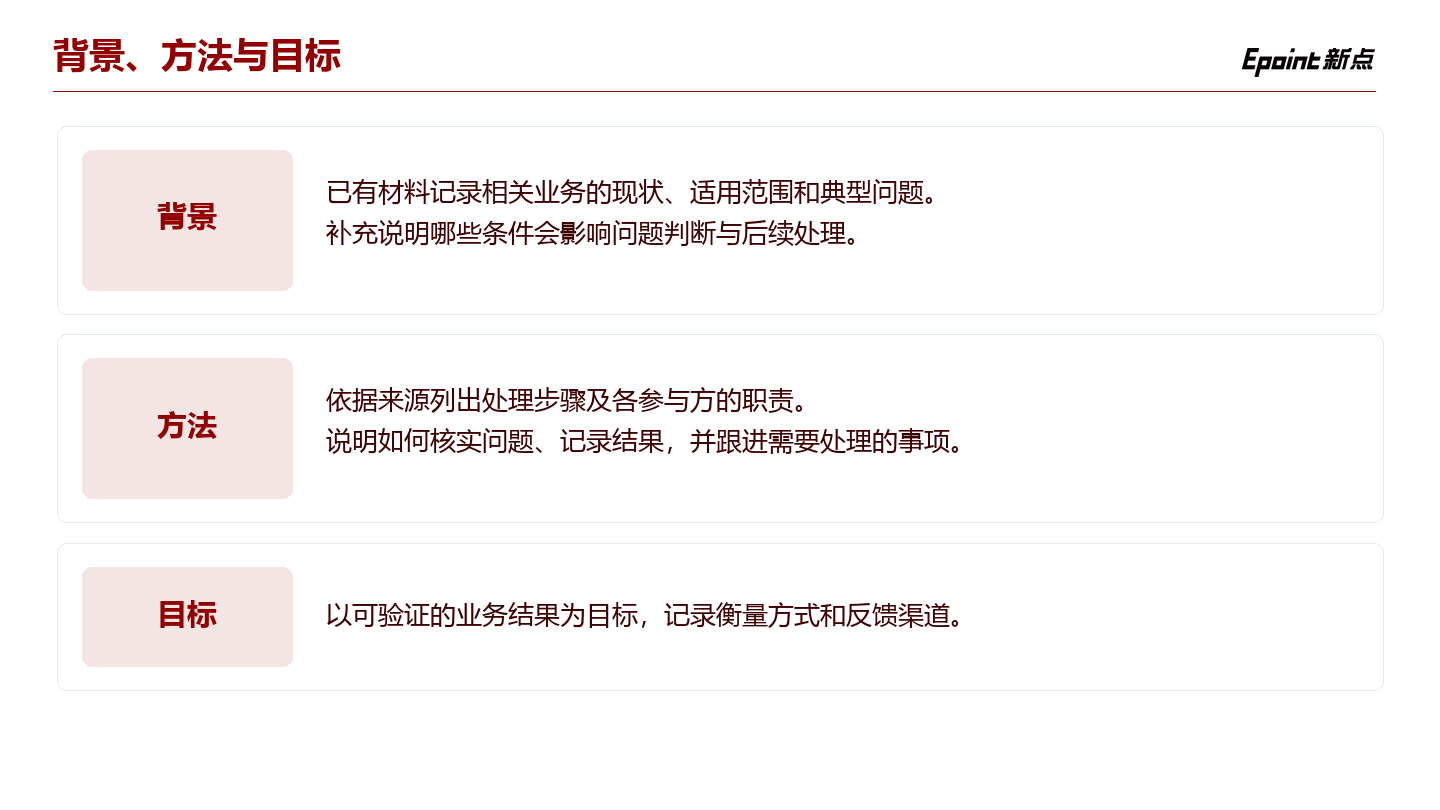 背景、方法与目标
Epoint新点
背景
已有材料记录相关业务的现状、适用范围和典型问题。
补充说明哪些条件会影响问题判断与后续处理。
方法
依据来源列出处理步骤及各参与方的职责。
说明如何核实问题、记录结果，并跟进需要处理的事项。
目标
以可验证的业务结果为目标，记录衡量方式和反馈渠道。